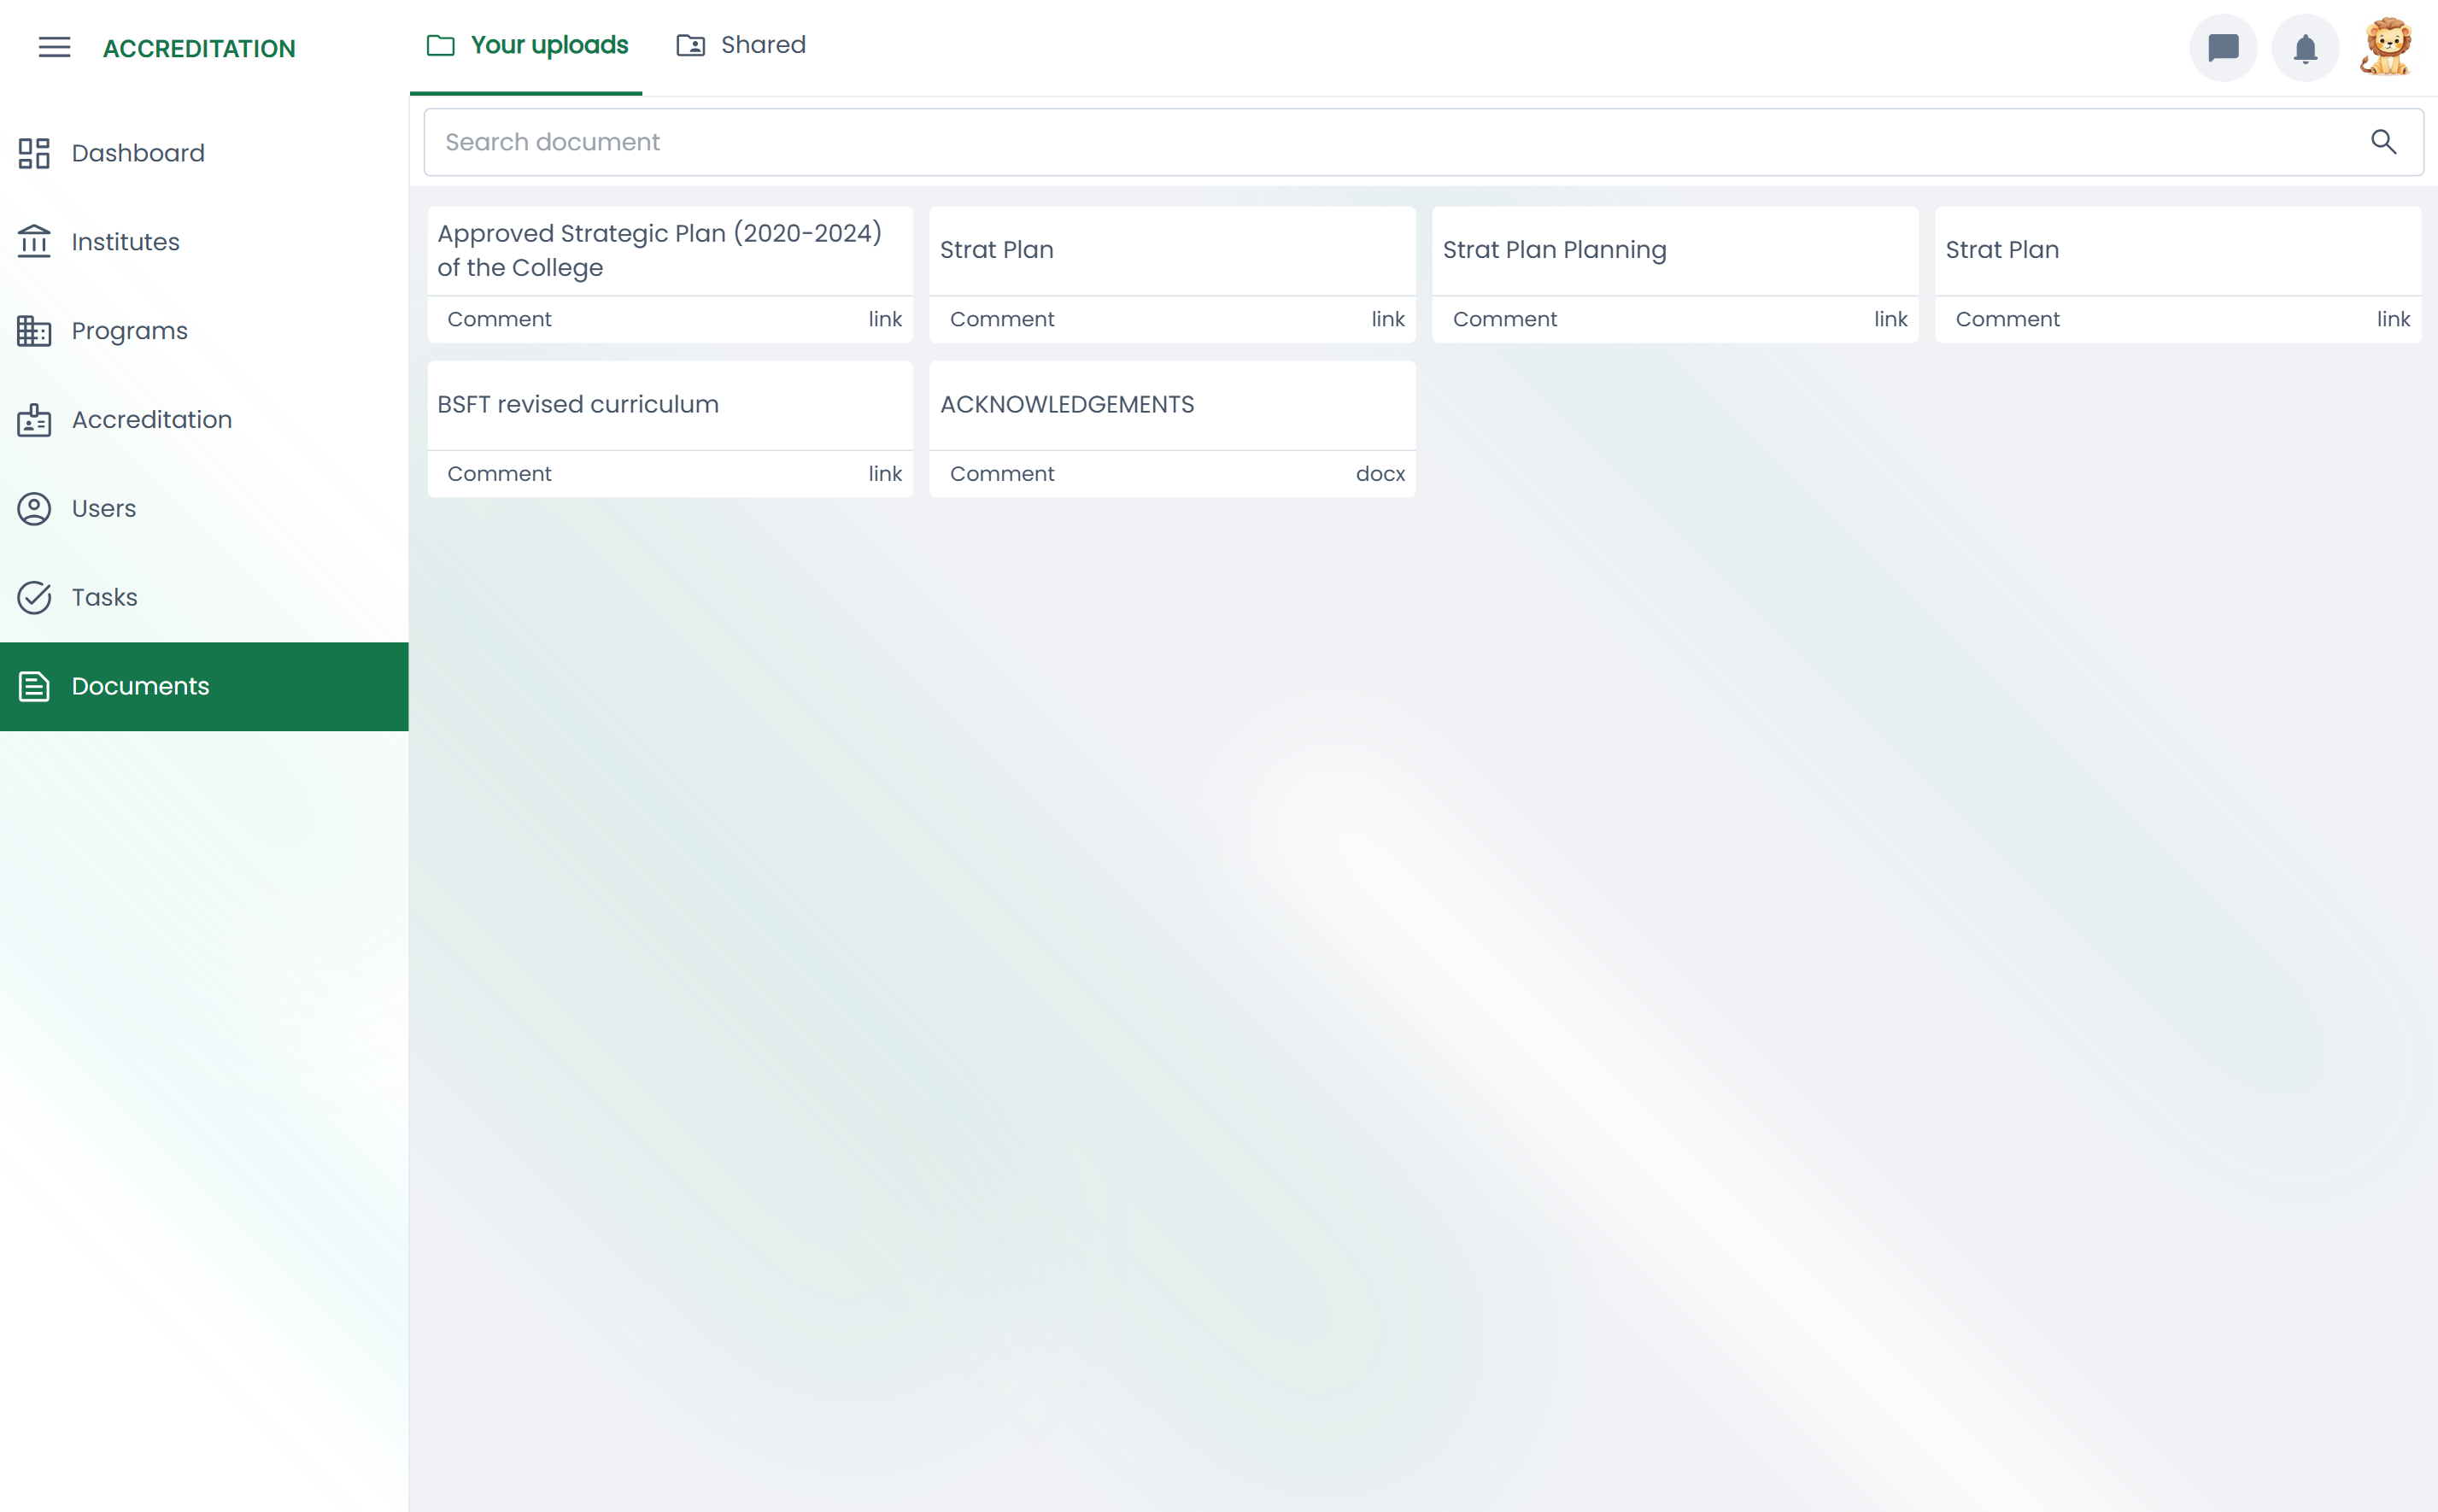 ACCREDITATION
Your uploads
Shared
Search document
Dashboard
Institutes
Programs
Accreditation
Users
Tasks
Documents
Approved Strategic Plan (2020-2024)
of the College
Comment link
Strat Plan
Comment link
Strat Plan Planning
Comment link
Strat Plan
Comment link
BSFT revised curriculum
Comment link
ACKNOWLEDGEMENTS
Comment docx